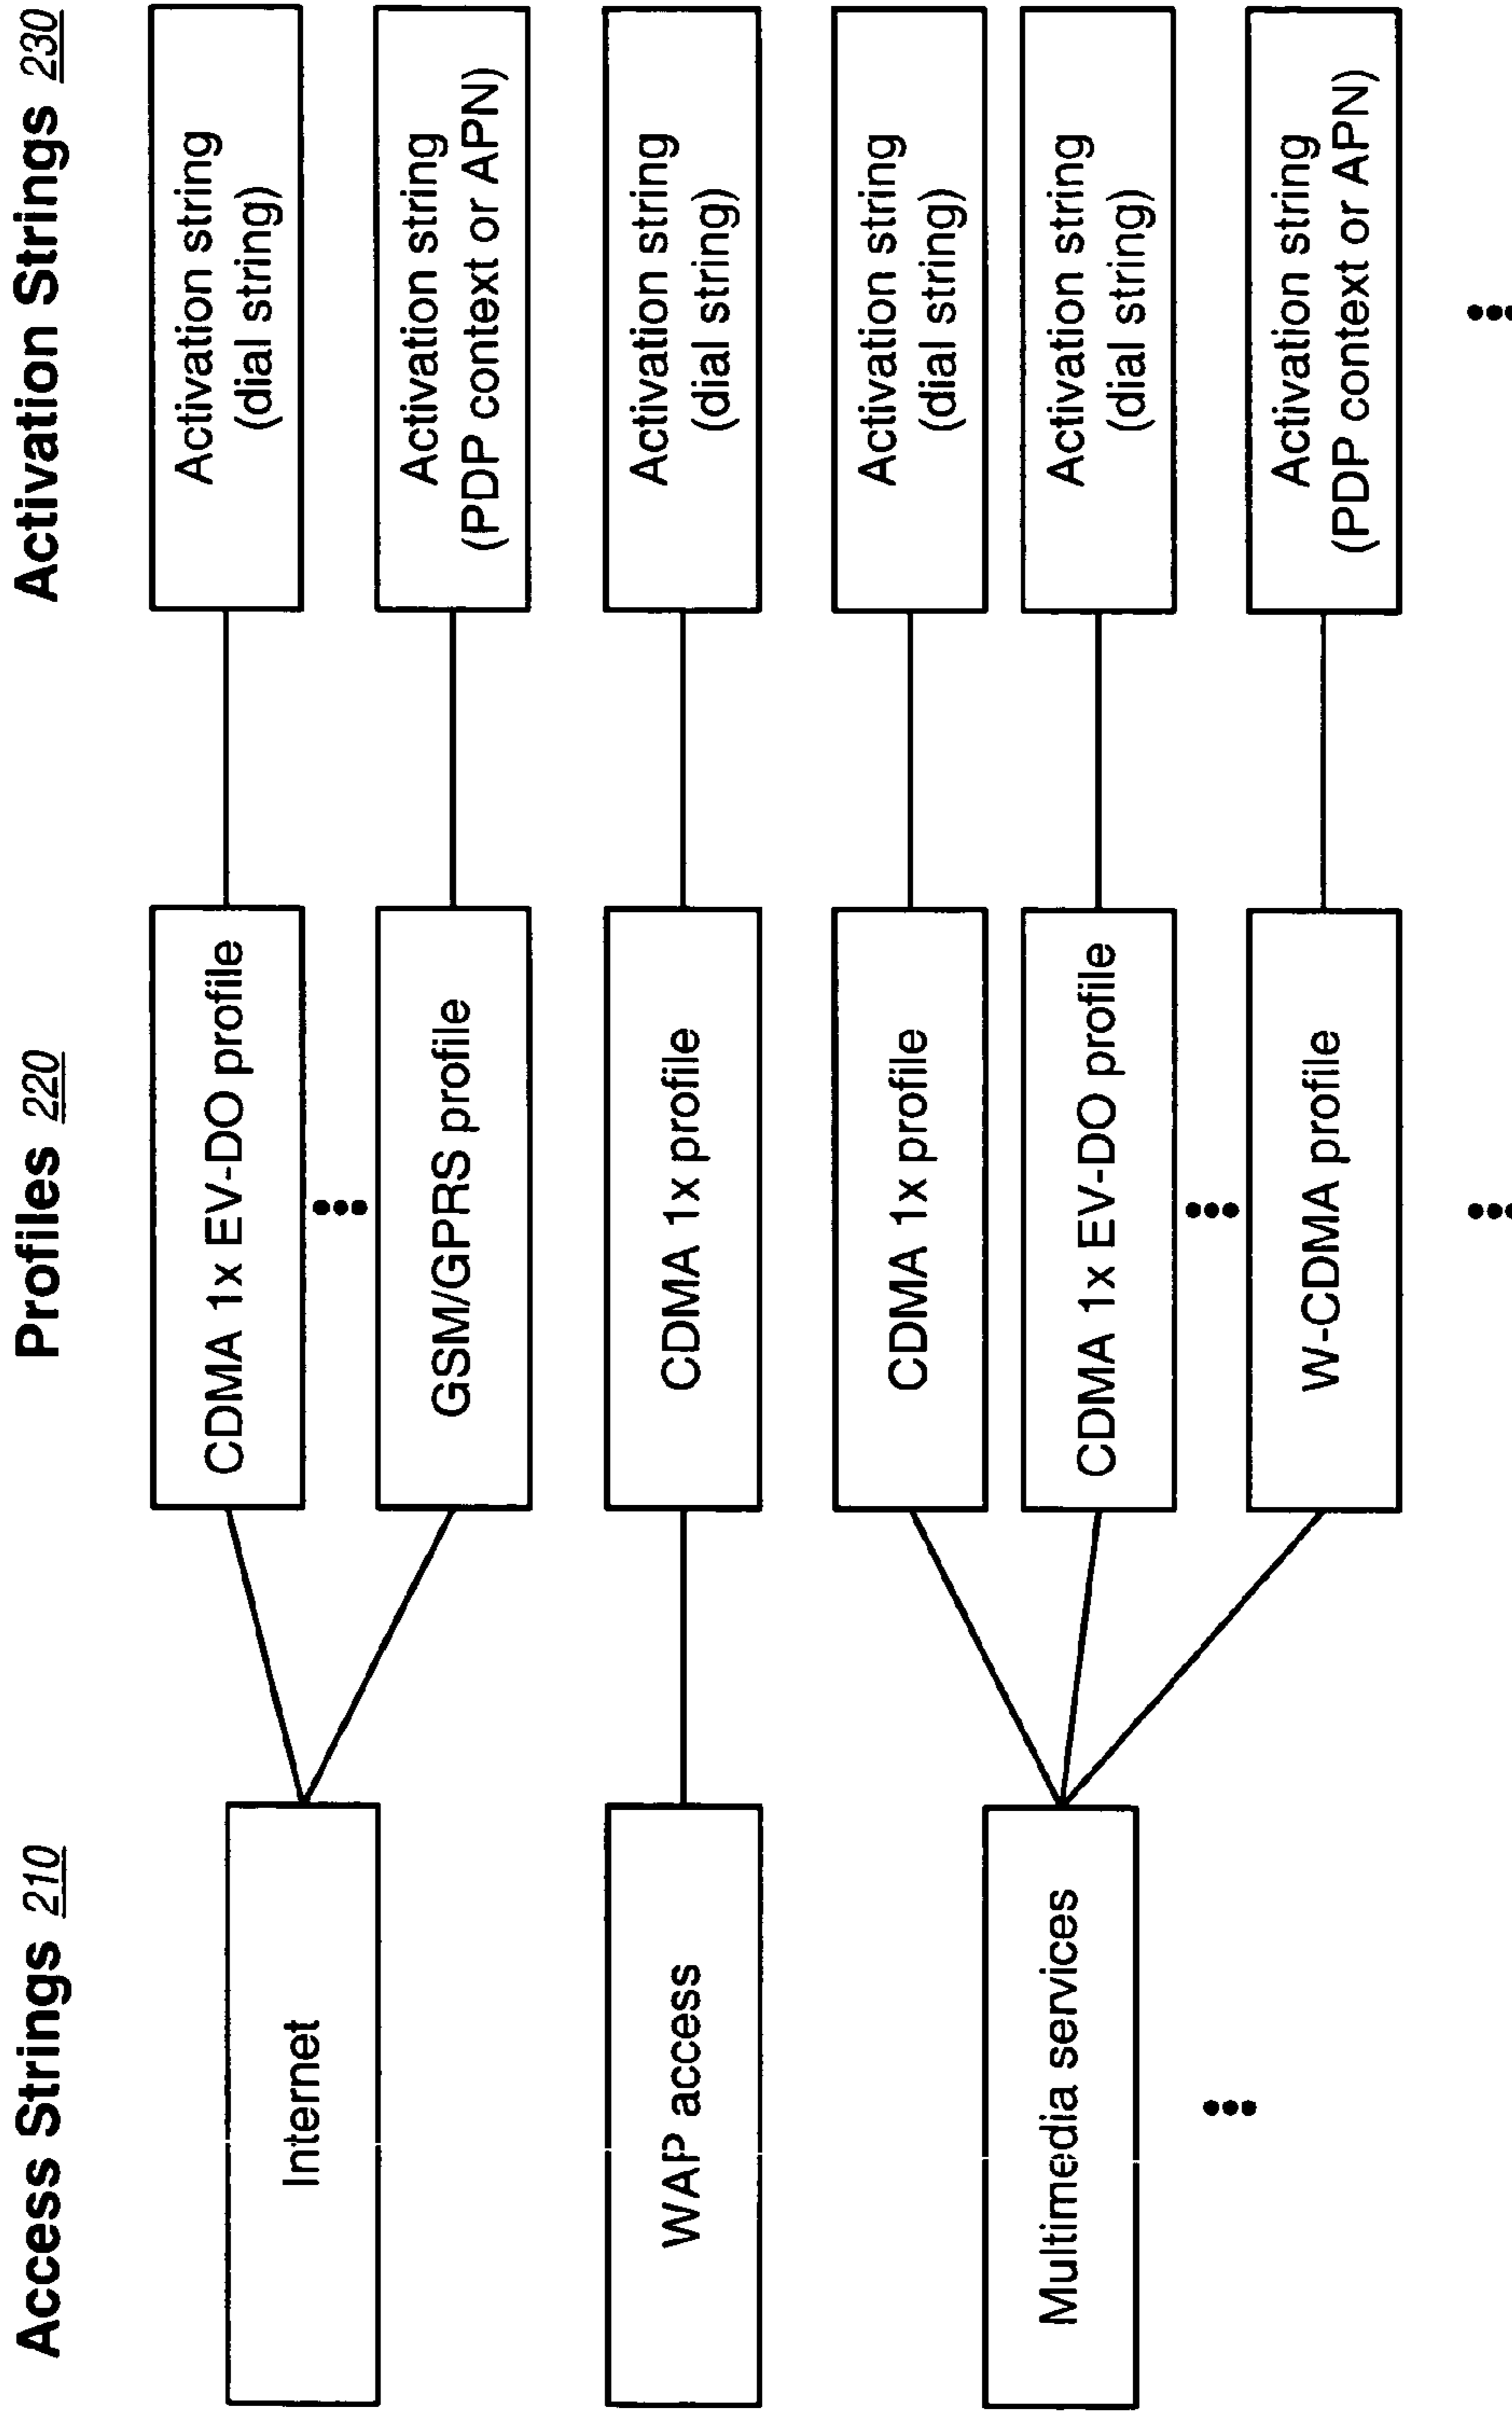 Access Strings 210
Profiles 220
Activation Strings 230
Internet
CDMA 1x EV-DO profile
Activation string
(dial string)
GSM/GPRS profile
Activation string
(PDP context or APN)
WAP access
CDMA 1x profile
Activation string
(dial string)
Multimedia services
CDMA 1x profile
Activation string
(dial string)
CDMA 1x EV-DO profile
Activation string
(dial string)
W-CDMA profile
Activation string
(PDP context or APN)